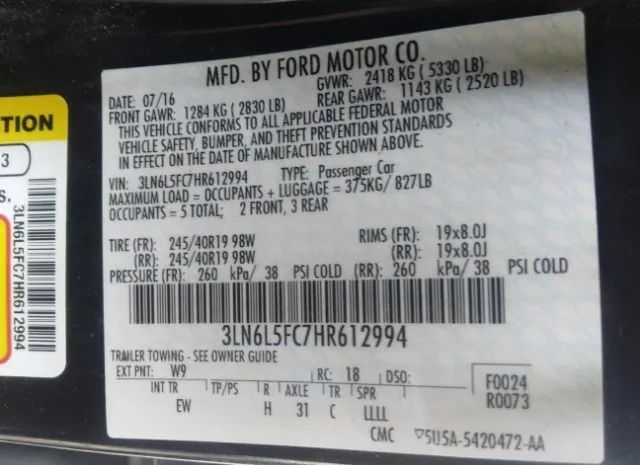 MFD. BY FORD MOTOR CO.
DATE: 07/16 GVWR: 2418 KG ( 5330 LB)
FRONT GAWR: 1284 KG ( 2830 LB) REAR GAWR: 1143 KG ( 2520 LB)
THIS VEHICLE CONFORMS TO ALL APPLICABLE FEDERAL MOTOR
VEHICLE SAFETY, BUMPER, AND THEFT PREVENTION STANDARDS
IN EFFECT ON THE DATE OF MANUFACTURE SHOWN ABOVE.
VIN: 3LN6L5FC7HR612994 TYPE: Passenger Car
MAXIMUM LOAD = OCCUPANTS + LUGGAGE = 375KG/ 827LB
OCCUPANTS = 5 TOTAL; 2 FRONT, 3 REAR
TIRE (FR): 245/40R19 98W RIMS (FR): 19x8.0J
(RR): 245/40R19 98W (RR): 19x8.0J
PRESSURE (FR): 260 kPa/ 38 PSI COLD (RR): 260 kPa/ 38 PSI COLD
3LN6L5FC7HR612994
TRAILER TOWING - SEE OWNER GUIDE
EXT PNT: W9 RC: 18 DSO: F0024
INT TR TP/PS R AXLE TR SPR R0073
EW H 31 C LLLL
CMC 5U5A-5420472-AA
TION
3
S.
3LN6L5FC7HR612994